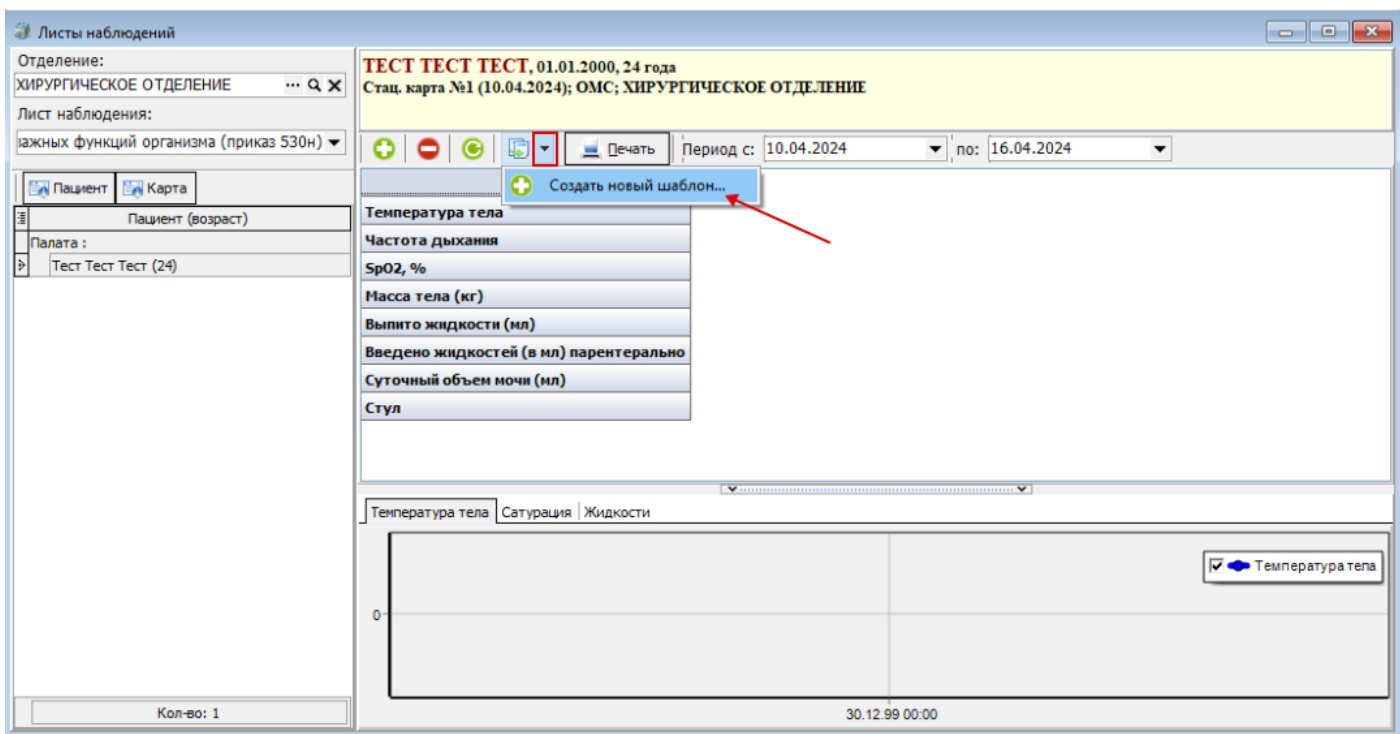 Листы наблюдений
Отделение:
ХИРУРГИЧЕСКОЕ ОТДЕЛЕНИЕ
Лист наблюдения:
важных функций организма (приказ 530н)
Пациент Карта
Пациент (возраст)
Палата :
Тест Тест Тест (24)
Кол-во: 1
ТЕСТ ТЕСТ ТЕСТ, 01.01.2000, 24 года
Стац. карта №1 (10.04.2024); ОМС; ХИРУРГИЧЕСКОЕ ОТДЕЛЕНИЕ
Печать Период с: 10.04.2024 по: 16.04.2024
Создать новый шаблон...
Температура тела
Частота дыхания
SpO2, %
Масса тела (кг)
Выпито жидкости (мл)
Введено жидкостей (в мл) парентерально
Суточный объем мочи (мл)
Стул
Температура тела Сатурация Жидкости
Температура тела
0
30.12.99 00:00